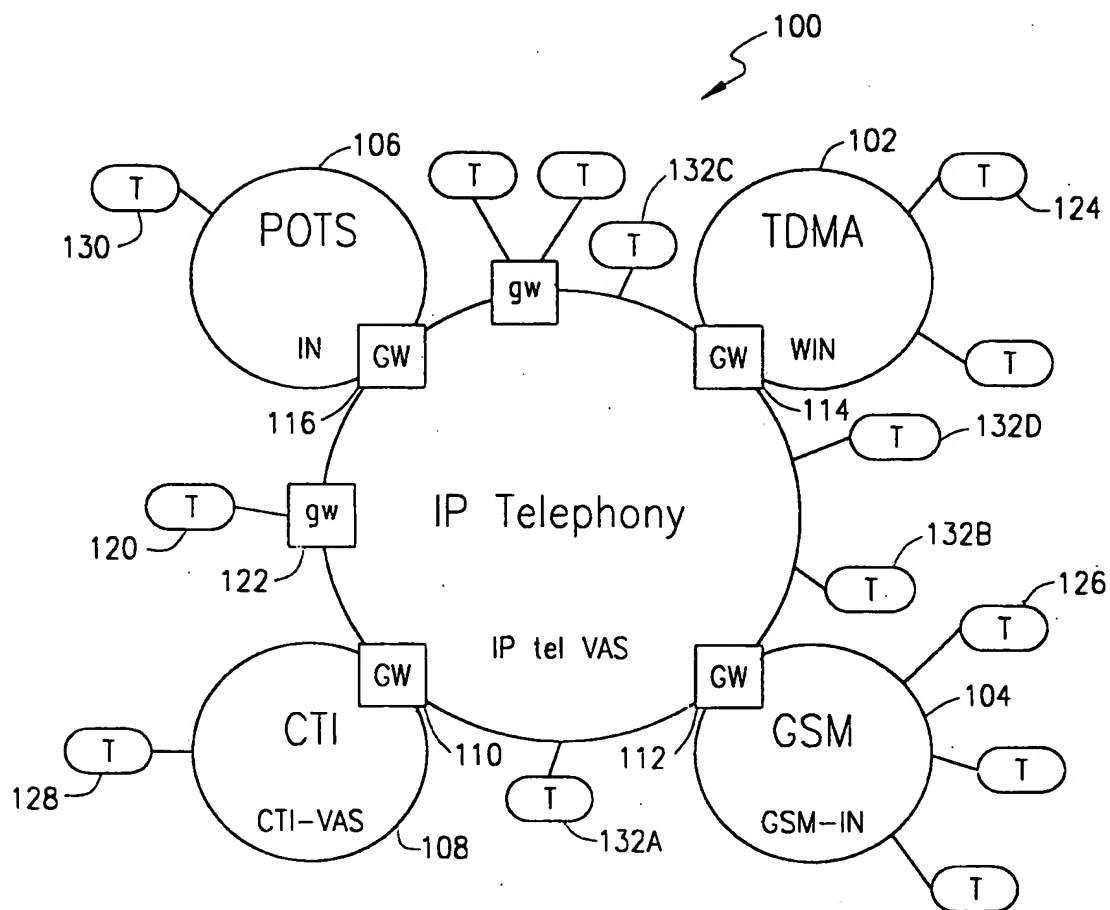 100
106
T
T
132C
102
T
124
T
130
POTS
T
TDMA
gw
IN
GW
GW
WIN
T
116
114
T
132D
T
120
gw
122
IP Telephony
132B
T
126
T
IP tel VAS
GW
GW
104
CTI
110
112
GSM
T
128
T
T
132A
CTI-VAS
108
GSM-IN
T